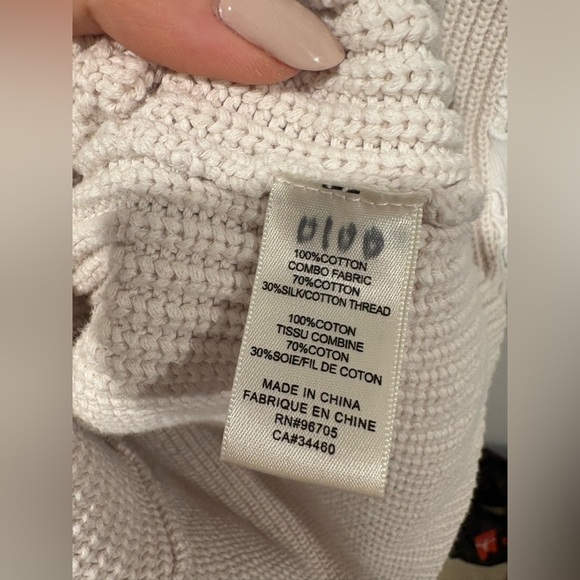 100%COTTON
COMBO FABRIC
70%COTTON
30%SILK/COTTON THREAD
100%COTON
TISSU COMBINE
70%COTON
30%SOIE/FIL DE COTON
MADE IN CHINA
FABRIQUE EN CHINE
RN#96705
CA#34460